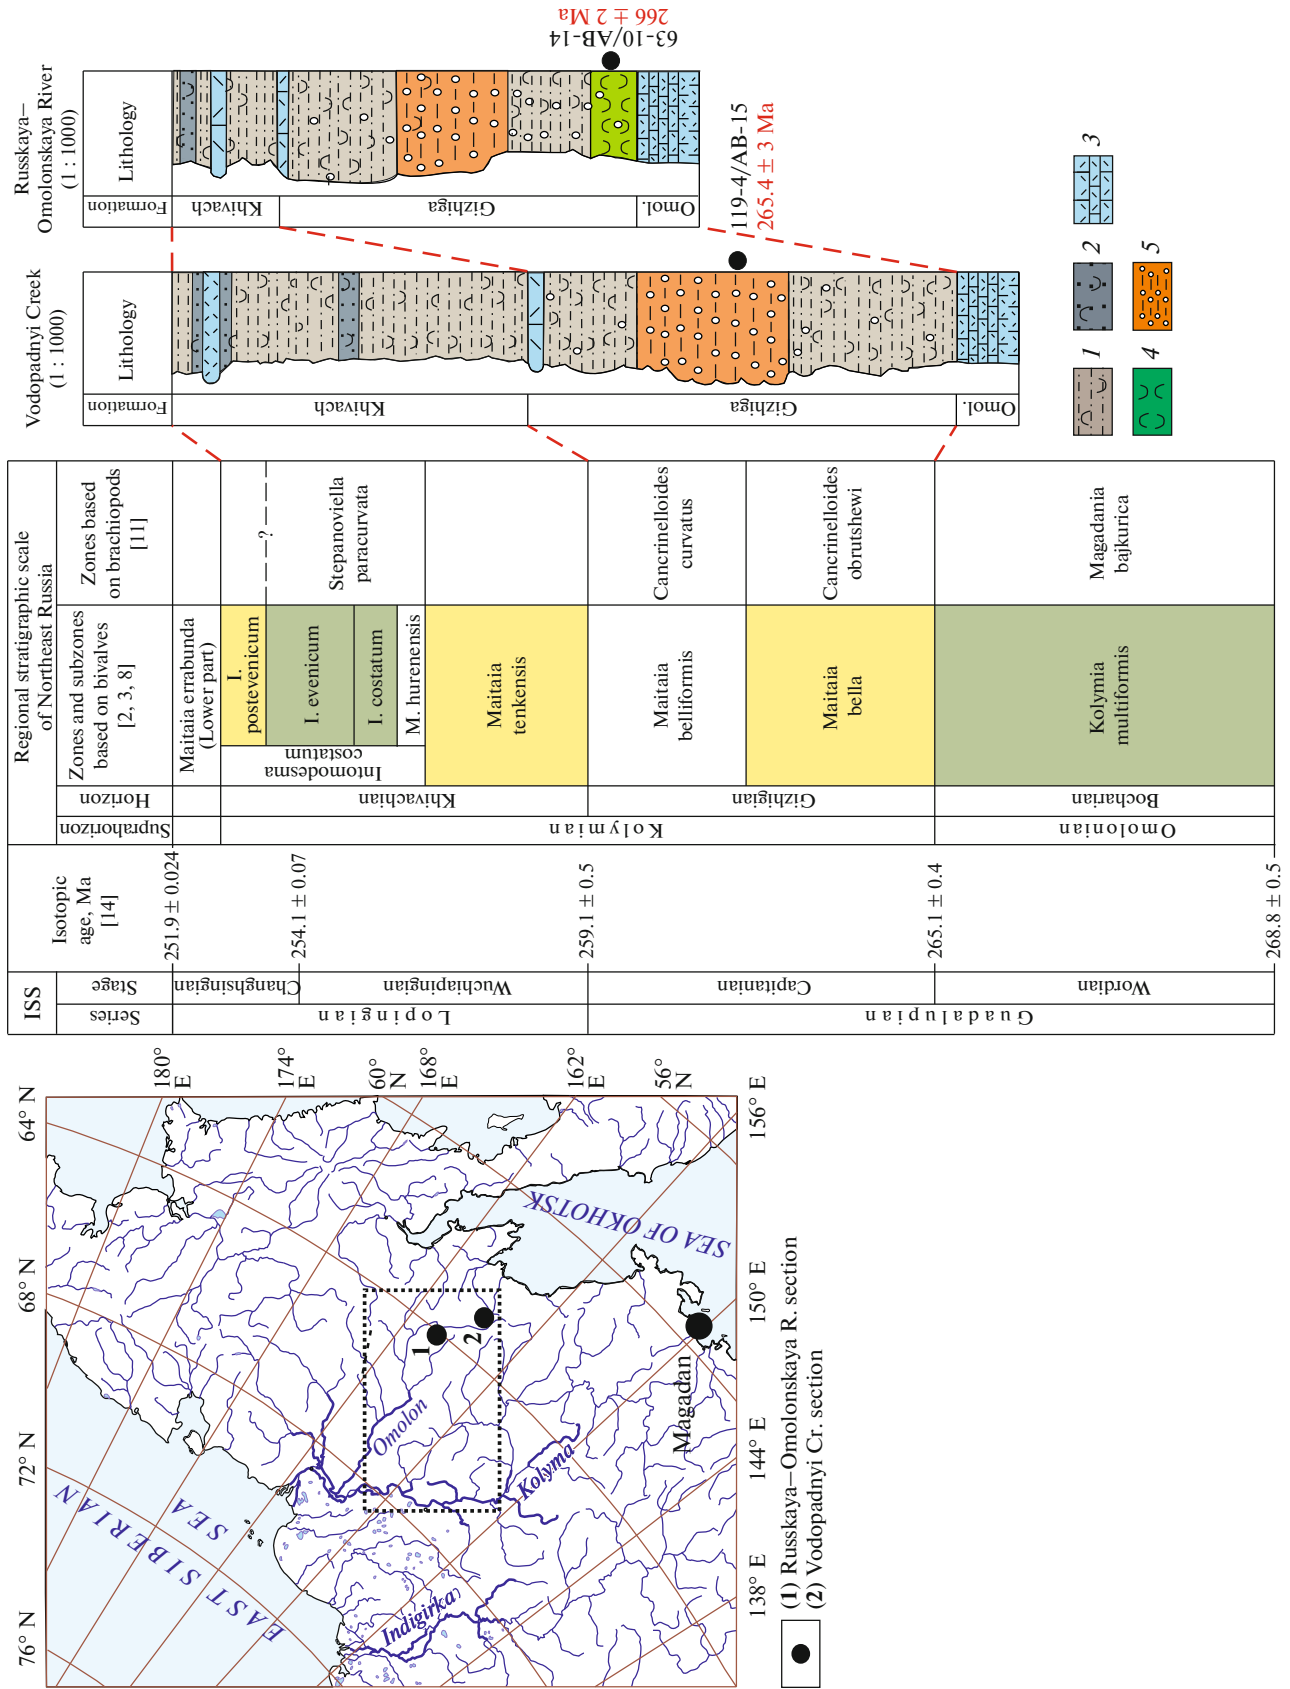 Russkaya–
Omolonskaya River
(1 : 1000)
Formation
Lithology
Khivach
Gizhiga
Omol.
63-10/AB-14
266 ± 2 Ma
Vodopadnyi Creek
(1 : 1000)
Formation
Lithology
Khivach
Gizhiga
Omol.
119-4/AB-15
265.4 ± 3 Ma
1
2
3
4
5
ISS
Series
Stage
Isotopic
age, Ma
[14]
Regional stratigraphic scale
of Northeast Russia
Suprahorizon
Horizon
Zones and subzones
based on bivalves
[2, 3, 8]
Zones based
on brachiopods
[11]
Lopingian
Guadalupian
Changhsingian
Wuchiapingian
Capitanian
Wordian
251.9 ± 0.024
254.1 ± 0.07
259.1 ± 0.5
265.1 ± 0.4
268.8 ± 0.5
Kolymian
Omolonian
Khivachian
Gizhigian
Bocharian
Maitaia errabunda
(Lower part)
Intomodesma
costatum
I.
postevenicum
I. evenicum
I. costatum
M. hurenensis
Maitaia
tenkensis
Maitaia
belliformis
Maitaia
bella
Kolymia
multiformis
?
Stepanoviella
paracurvata
Cancrinelloides
curvatus
Cancrinelloides
obrutshewi
Magadania
bajkurica
76° N
72° N
68° N
64° N
180°
E
174°
E
60°
N
168°
E
162°
E
56°
N
138° E
144° E
150° E
156° E
EAST SIBERIAN
SEA
SEA OF OKHOTSK
Indigirka
Kolyma
Omolon
Magadan
1
2
(1) Russkaya–Omolonskaya R. section
(2) Vodopadnyi Cr. section